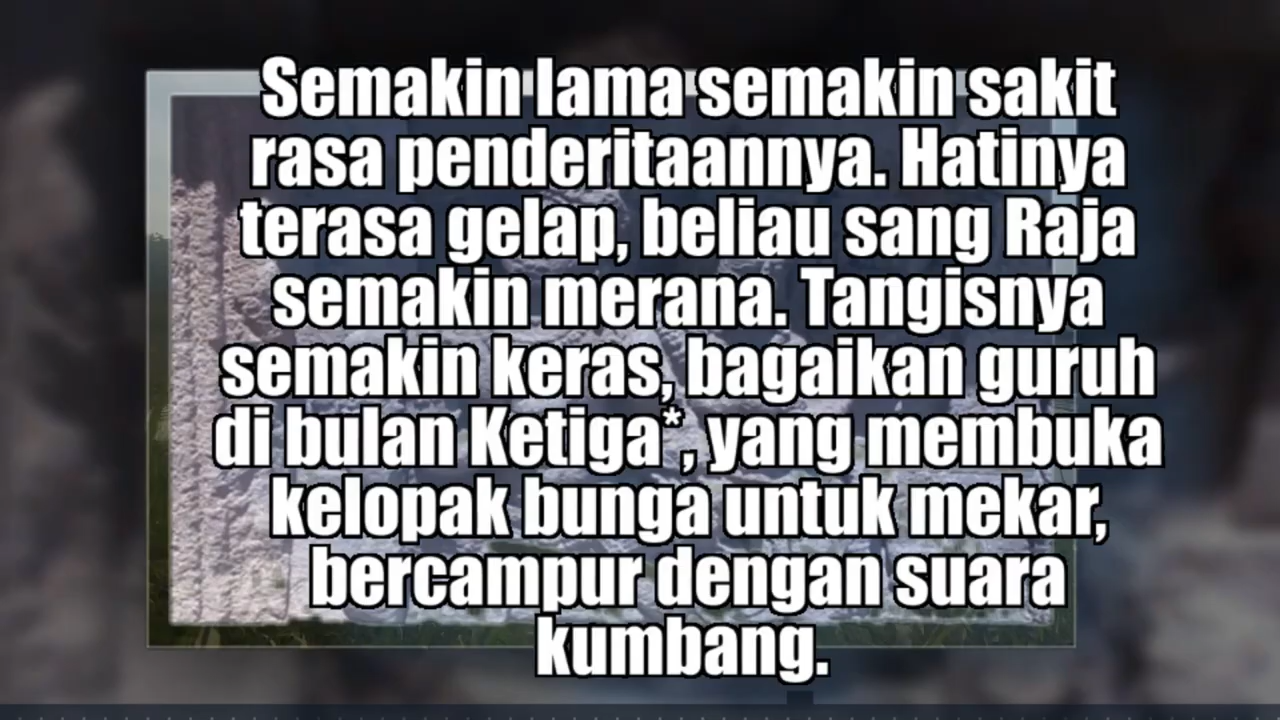 Semakin lama semakin sakit
rasa penderitaannya. Hatinya
terasa gelap, beliau sang Raja
semakin merana. Tangisnya
semakin keras, bagaikan guruh
di bulan Ketiga*, yang membuka
kelopak bunga untuk mekar,
bercampur dengan suara
kumbang.